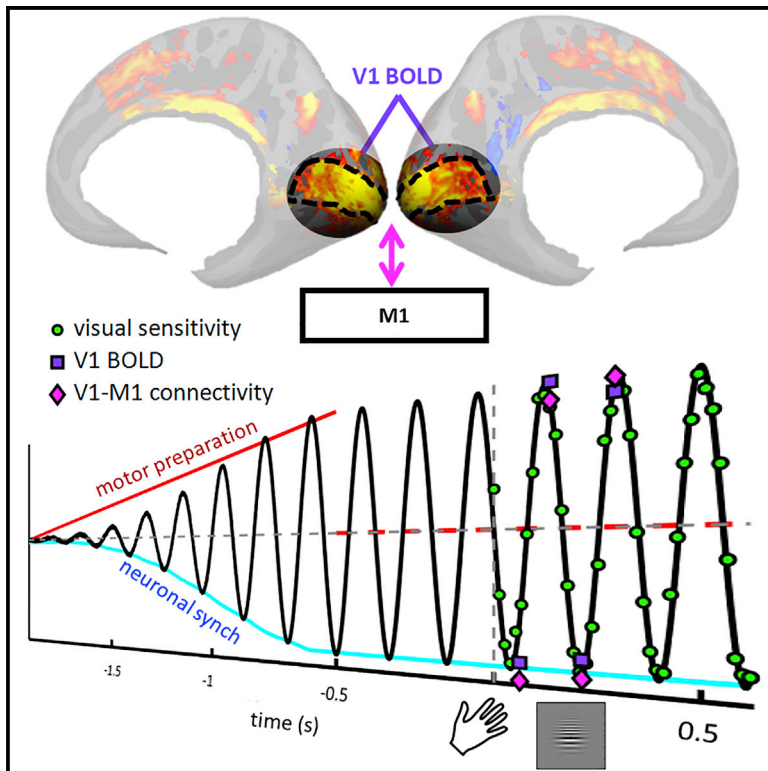 V1 BOLD
M1
visual sensitivity
V1 BOLD
V1-M1 connectivity
motor preparation
neuronal synch
-1.5
-1
-0.5
0.5
time (s)